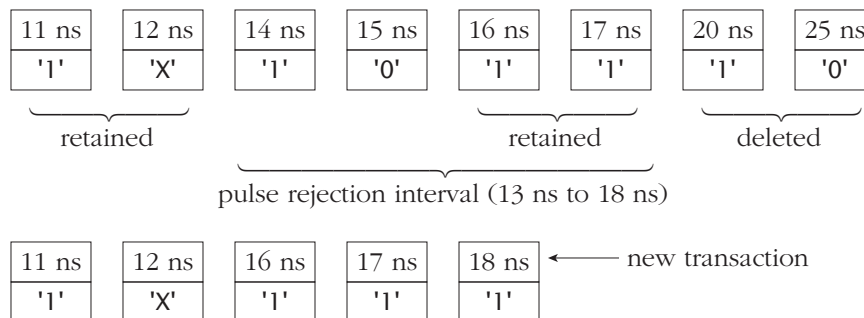 11 ns 12 ns 14 ns 15 ns 16 ns 17 ns 20 ns 25 ns
'1' 'X' '1' '0' '1' '1' '1' '0'
retained retained deleted
pulse rejection interval (13 ns to 18 ns)
11 ns 12 ns 16 ns 17 ns 18 ns new transaction
'1' 'X' '1' '1' '1'